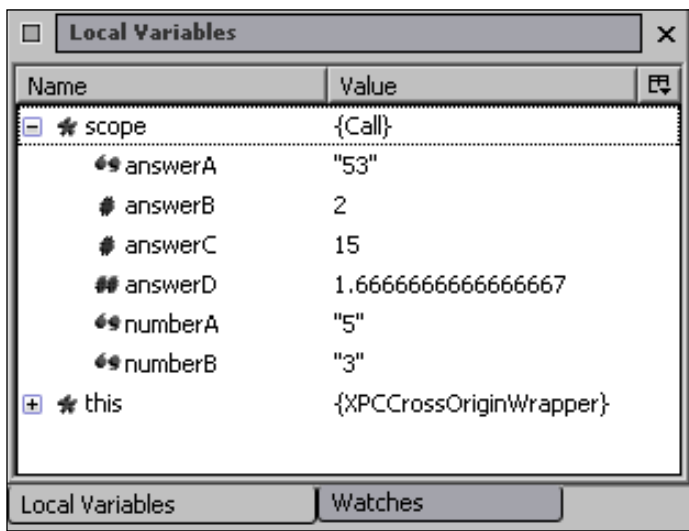 Local Variables
Name Value
scope {Call}
answerA "53"
answerB 2
answerC 15
answerD 1.6666666666666667
numberA "5"
numberB "3"
this {XPCCrossOriginWrapper}
Local Variables Watches